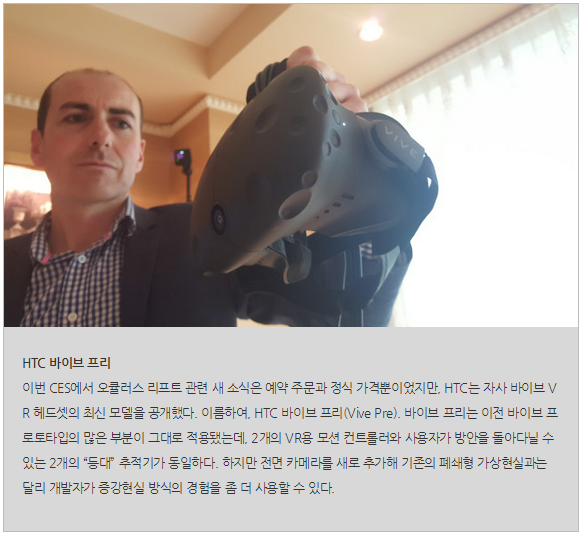 VIVE
HTC 바이브 프리
이번 CES에서 오큘러스 리프트 관련 새 소식은 예약 주문과 정식 가격뿐이었지만, HTC는 자사 바이브 V
R 헤드셋의 최신 모델을 공개했다. 이름하여, HTC 바이브 프리(Vive Pre). 바이브 프리는 이전 바이브 프
로토타입의 많은 부분이 그대로 적용됐는데, 2개의 VR용 모션 컨트롤러와 사용자가 방안을 돌아다닐 수
있는 2개의 “등대” 추적기가 동일하다. 하지만 전면 카메라를 새로 추가해 기존의 폐쇄형 가상현실과는
달리 개발자가 증강현실 방식의 경험을 좀 더 사용할 수 있다.